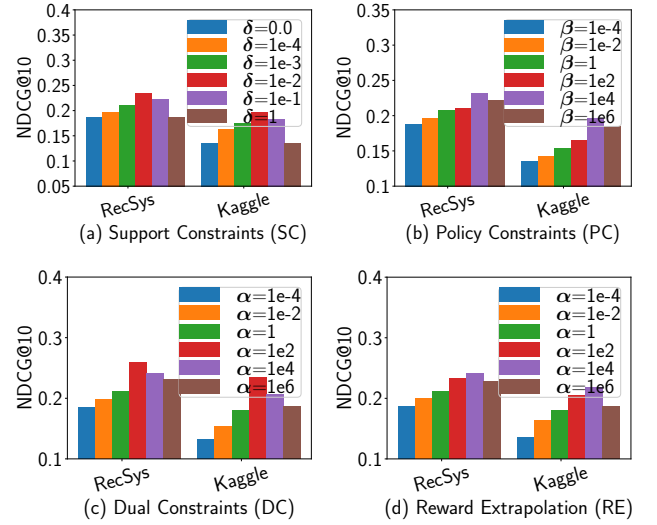 0.4
0.35
0.3
0.25
0.2
0.15
0.1
0.05
NDCG@10
δ=0.0
δ=1e-4
δ=1e-3
δ=1e-2
δ=1e-1
δ=1
RecSys
Kaggle
(a) Support Constraints (SC)
0.35
0.3
0.25
0.2
0.15
0.1
NDCG@10
β=1e-4
β=1e-2
β=1
β=1e2
β=1e4
β=1e6
RecSys
Kaggle
(b) Policy Constraints (PC)
0.4
0.3
0.2
0.1
NDCG@10
α=1e-4
α=1e-2
α=1
α=1e2
α=1e4
α=1e6
RecSys
Kaggle
(c) Dual Constraints (DC)
0.4
0.3
0.2
0.1
NDCG@10
α=1e-4
α=1e-2
α=1
α=1e2
α=1e4
α=1e6
RecSys
Kaggle
(d) Reward Extrapolation (RE)